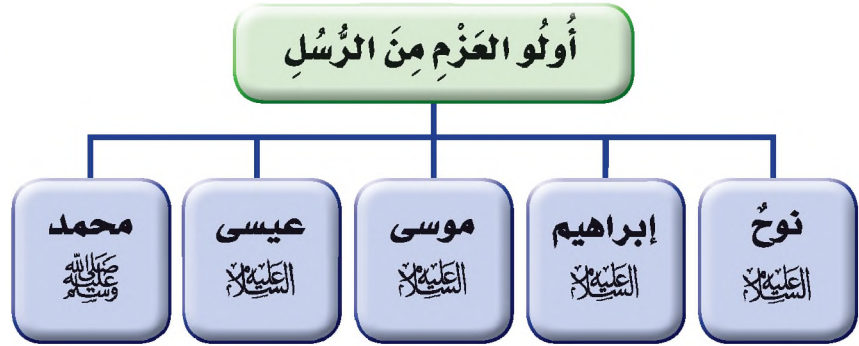 أُولُو العَزْمِ مِنَ الرُّسُلِ
نوحٌ
عليه السلام
إبراهيم
عليه السلام
موسى
عليه السلام
عيسى
عليه السلام
محمد
صلى الله عليه وسلم